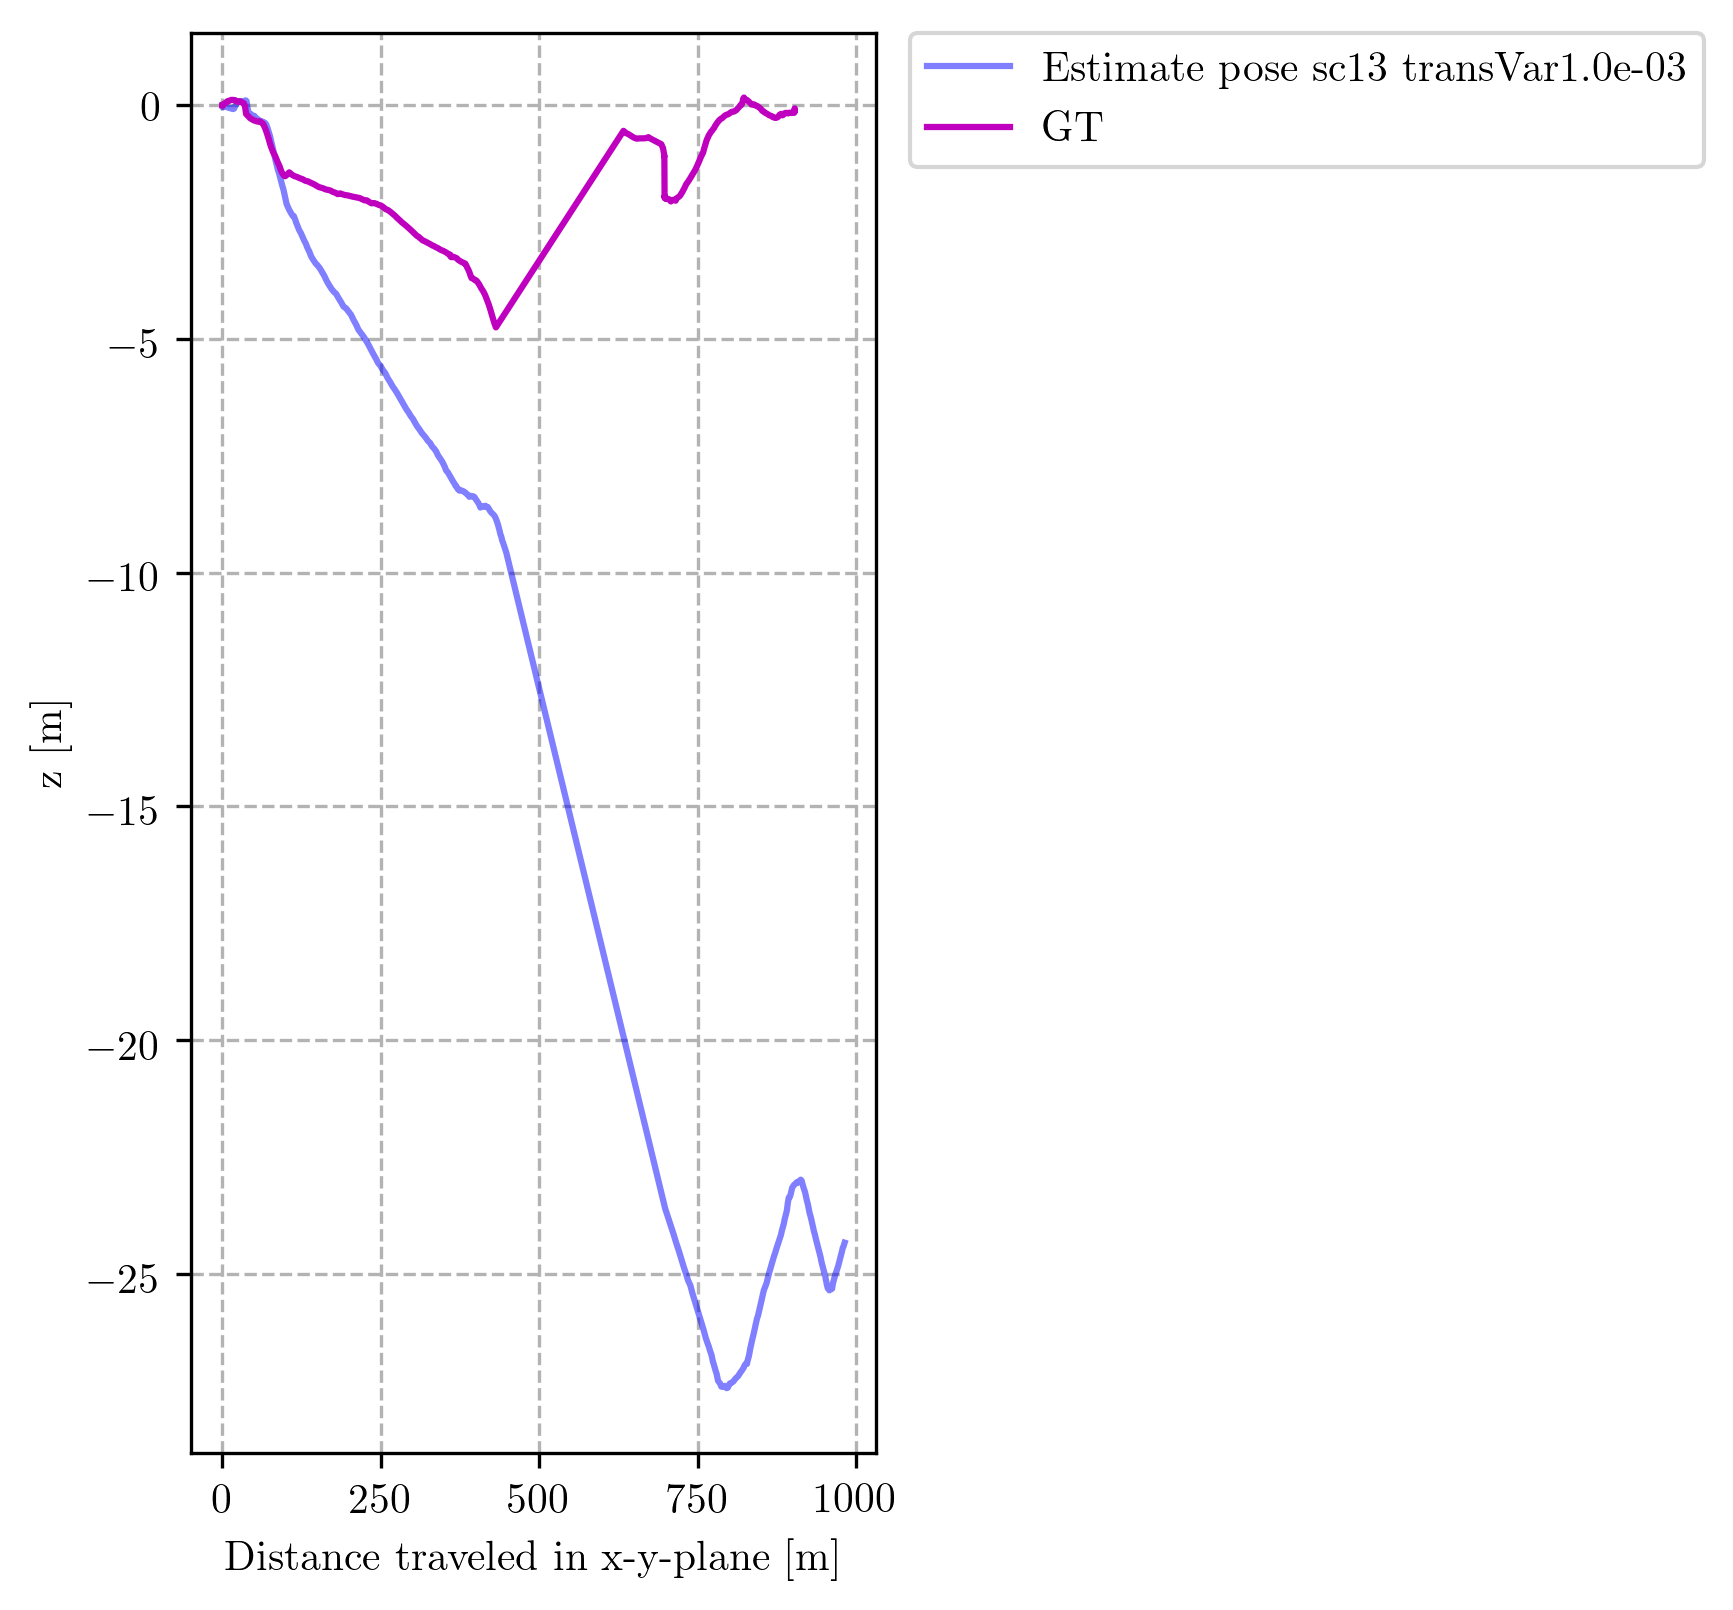 Estimate pose sc13 transVar1.0e-03
GT
0
−5
−10
−15
−20
−25
z [m]
0 250 500 750 1000
Distance traveled in x-y-plane [m]